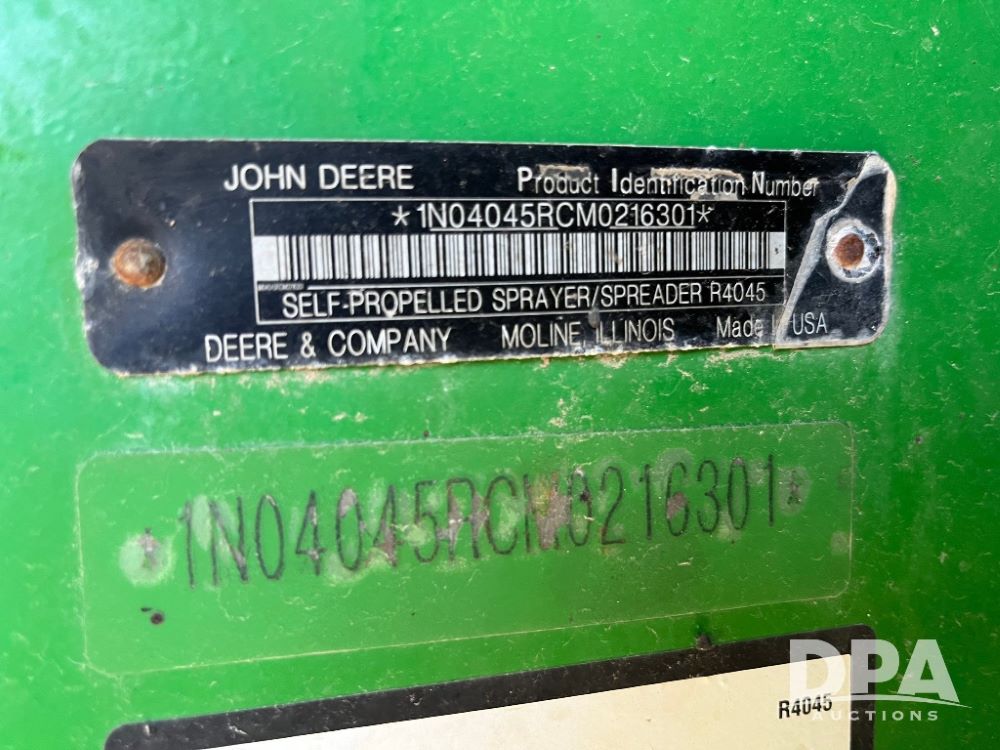 JOHN DEERE Product Identification Number
*1N04045RCM0216301*
SELF-PROPELLED SPRAYER/SPREADER R4045
DEERE & COMPANY MOLINE, ILLINOIS Made USA
*1N04045RCM0216301*
R4045
DPA
AUCTIONS